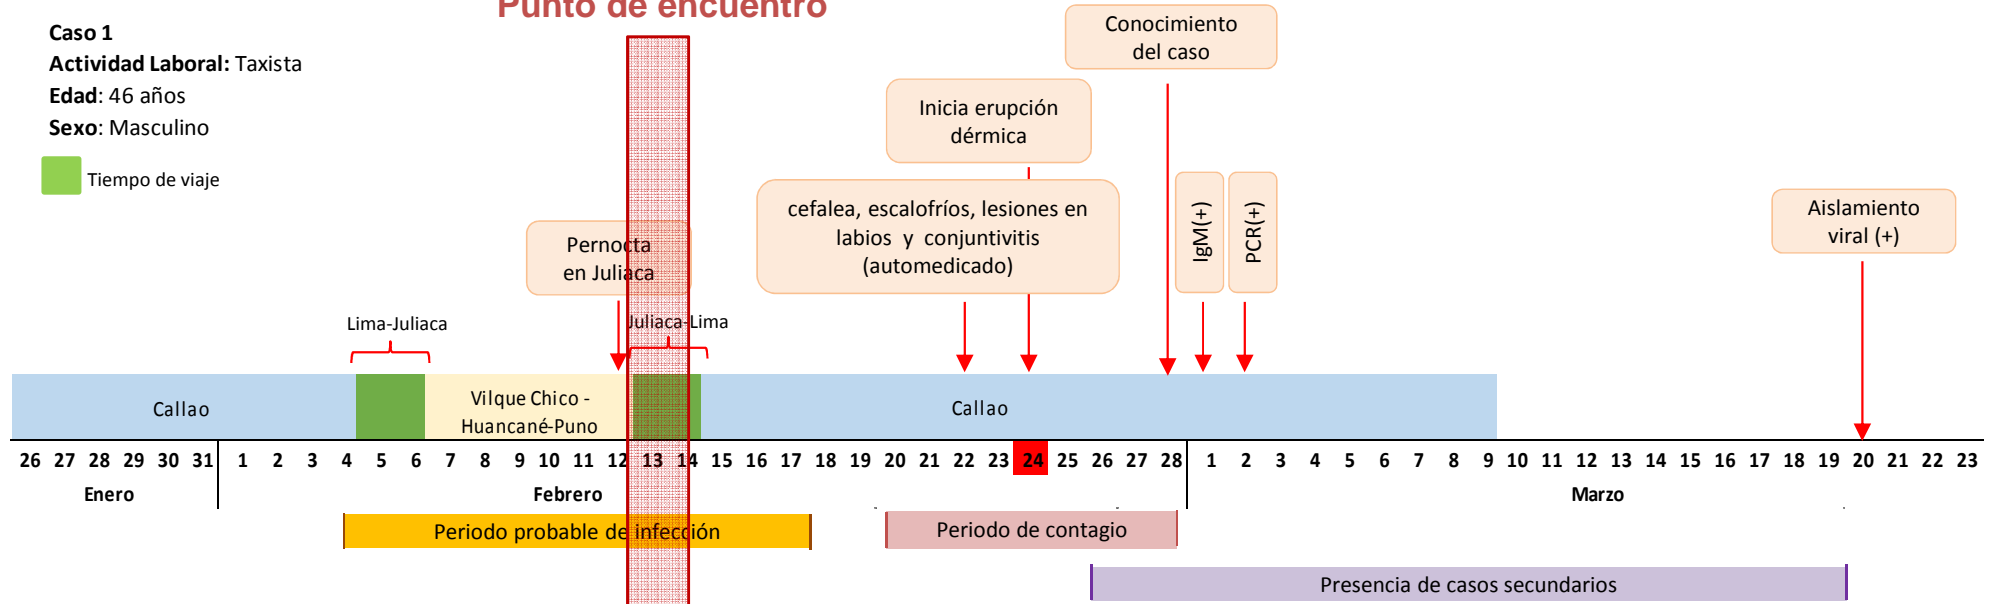 Punto de encuentro
Caso 1
Actividad Laboral: Taxista
Edad: 46 años
Sexo: Masculino
Tiempo de viaje
Conocimiento
del caso
Inicia erupción
dérmica
cefalea, escalofríos, lesiones en
labios y conjuntivitis
(automedicado)
IgM(+)
PCR(+)
Aislamiento
viral (+)
Pernocta
en Juliaca
Lima-Juliaca
Juliaca-Lima
Callao
Vilque Chico -
Huancané-Puno
Callao
26 27 28 29 30 31 1 2 3 4 5 6 7 8 9 10 11 12 13 14 15 16 17 18 19 20 21 22 23 24 25 26 27 28 1 2 3 4 5 6 7 8 9 10 11 12 13 14 15 16 17 18 19 20 21 22 23
Enero Febrero Marzo
Periodo probable de infección
Periodo de contagio
Presencia de casos secundarios